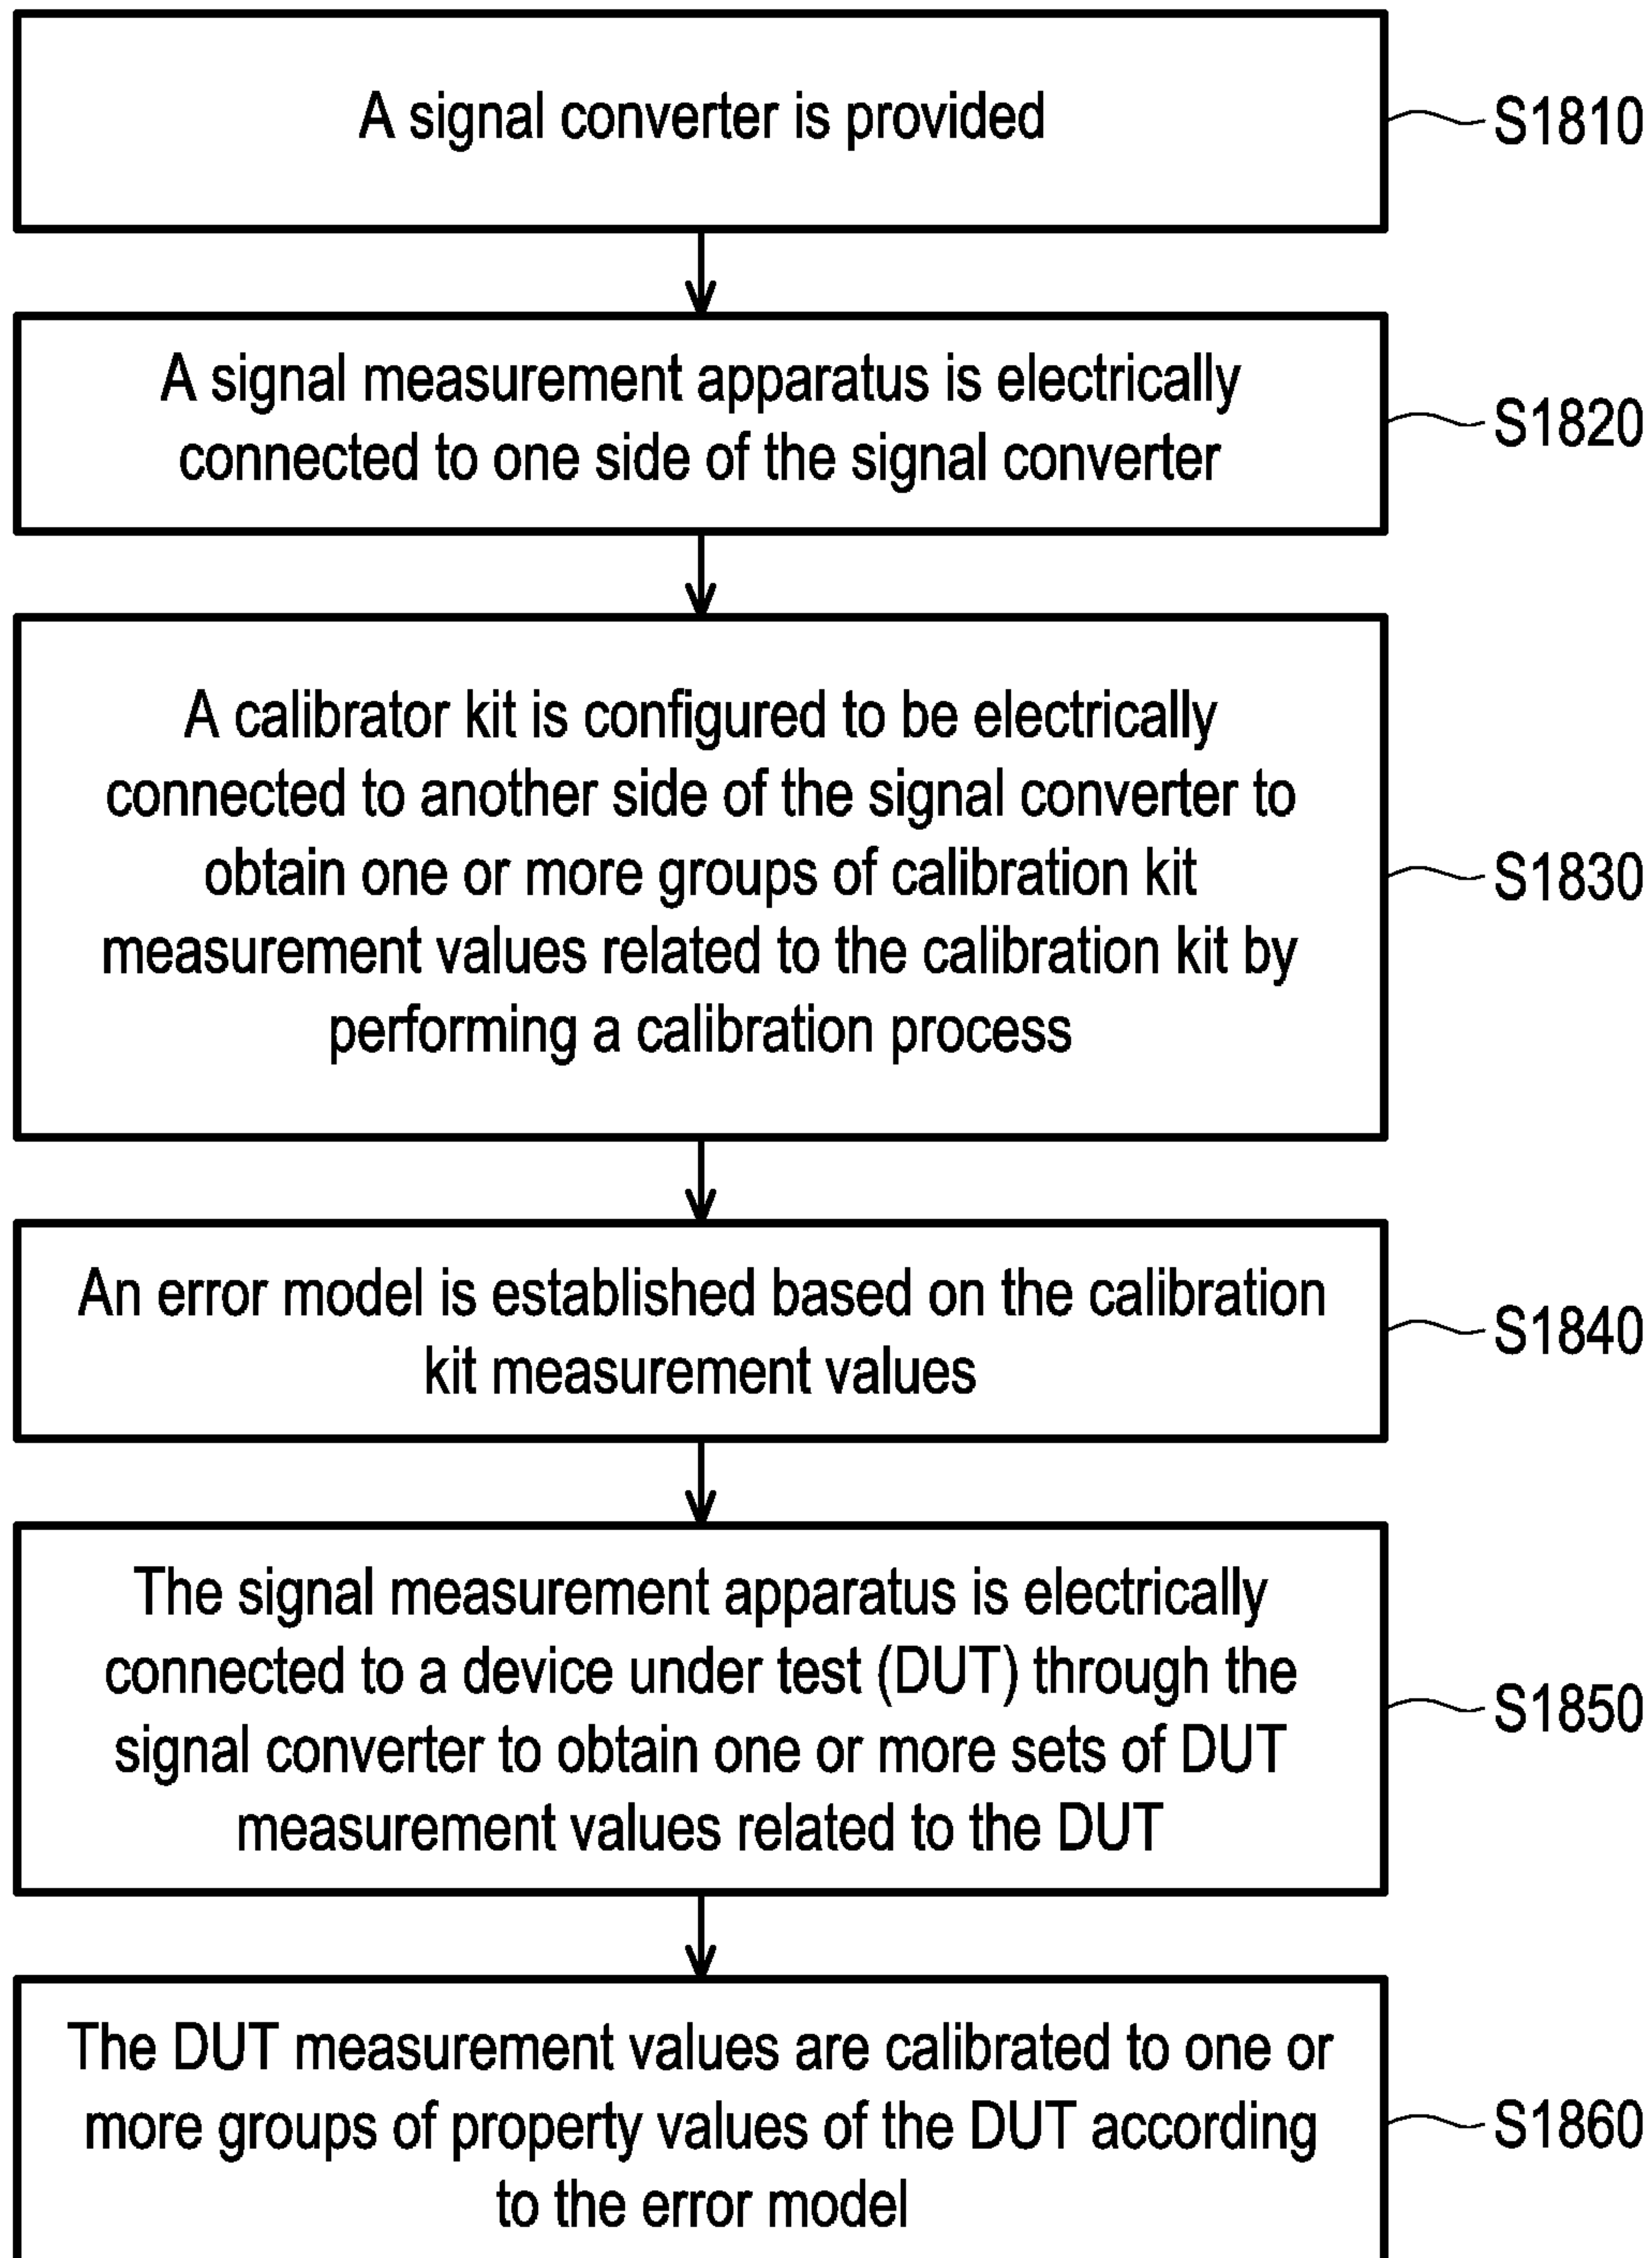 A signal converter is provided
S1810
A signal measurement apparatus is electrically
connected to one side of the signal converter
S1820
A calibrator kit is configured to be electrically
connected to another side of the signal converter to
obtain one or more groups of calibration kit
measurement values related to the calibration kit by
performing a calibration process
S1830
An error model is established based on the calibration
kit measurement values
S1840
The signal measurement apparatus is electrically
connected to a device under test (DUT) through the
signal converter to obtain one or more sets of DUT
measurement values related to the DUT
S1850
The DUT measurement values are calibrated to one or
more groups of property values of the DUT according
to the error model
S1860